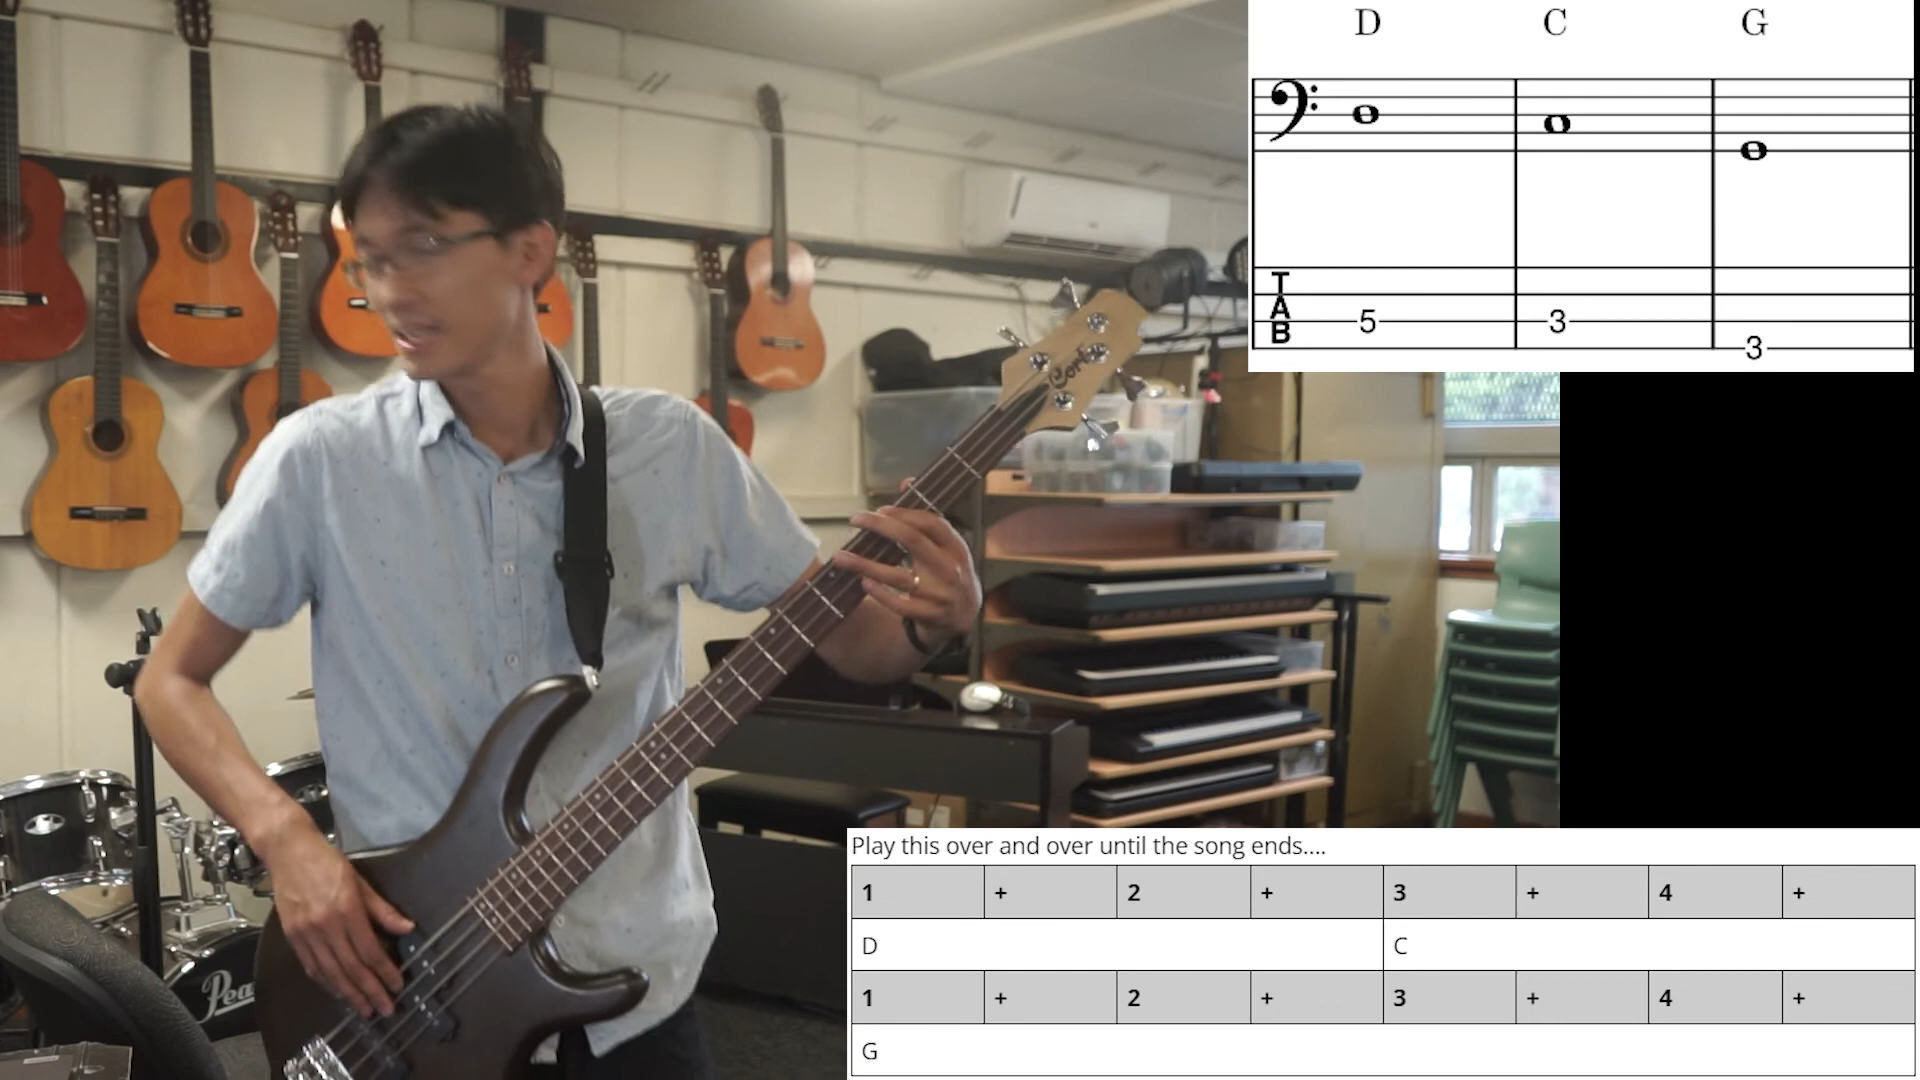 D C G
T
A
B
5 3 3
Cort
Pea
Play this over and over until the song ends....
1 + 2 + 3 + 4 +
D C
1 + 2 + 3 + 4 +
G